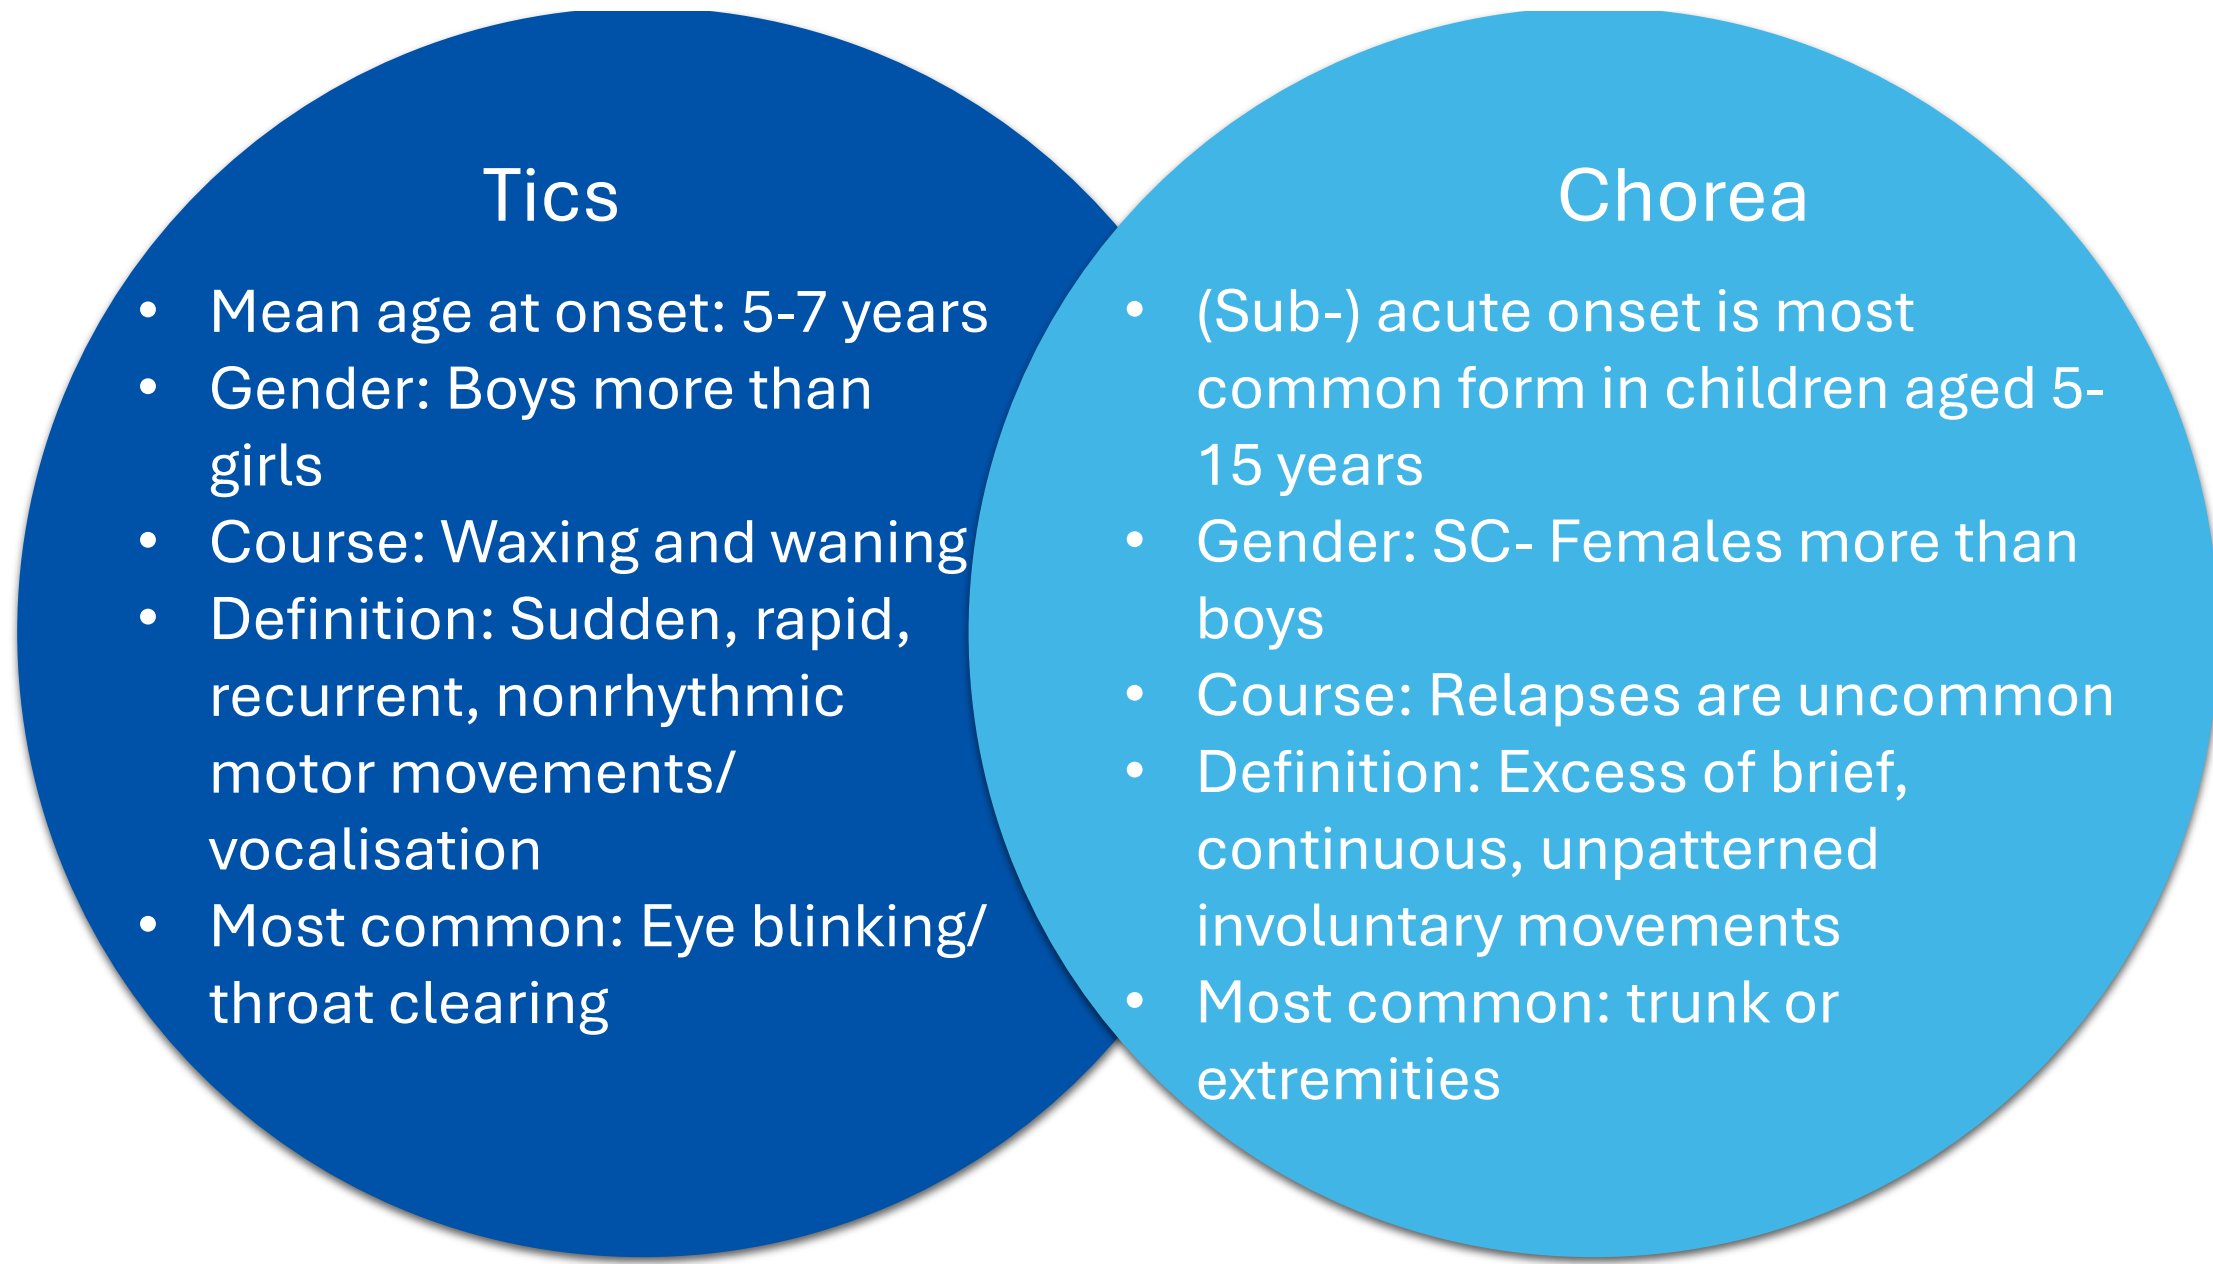 Tics
• Mean age at onset: 5-7 years
• Gender: Boys more than
girls
• Course: Waxing and waning
• Definition: Sudden, rapid,
recurrent, nonrhythmic
motor movements/
vocalisation
• Most common: Eye blinking/
throat clearing
Chorea
• (Sub-) acute onset is most
common form in children aged 5-
15 years
• Gender: SC- Females more than
boys
• Course: Relapses are uncommon
• Definition: Excess of brief,
continuous, unpatterned
involuntary movements
• Most common: trunk or
extremities